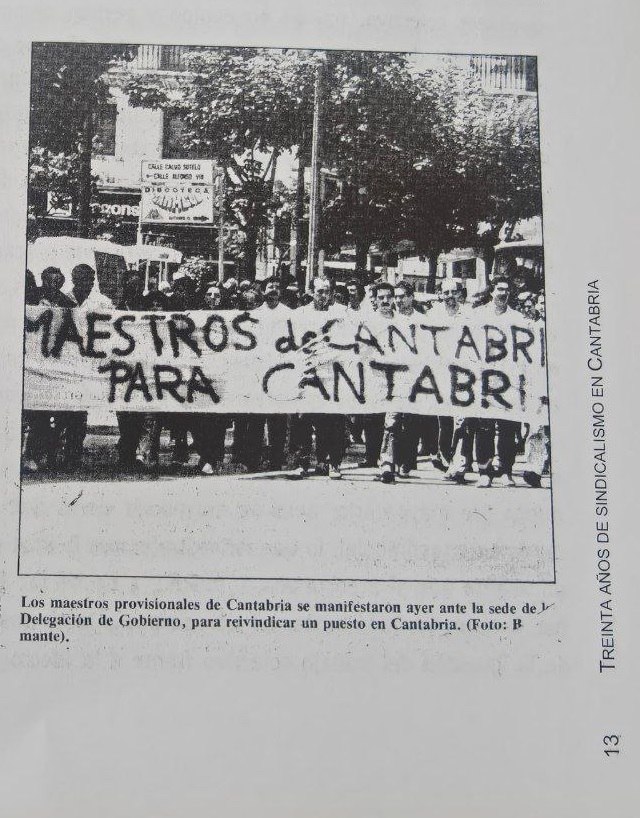 CALLE CALVO SOTELO
CALLE ALFONSO VIII
DISCOTECA
MAESTROS de CANTABRI
PARA CANTABRI
Los maestros provisionales de Cantabria se manifestaron ayer ante la sede de
Delegación de Gobierno, para reivindicar un puesto en Cantabria. (Foto: B
mante).
TREINTA AÑOS DE SINDICALISMO EN CANTABRIA
13